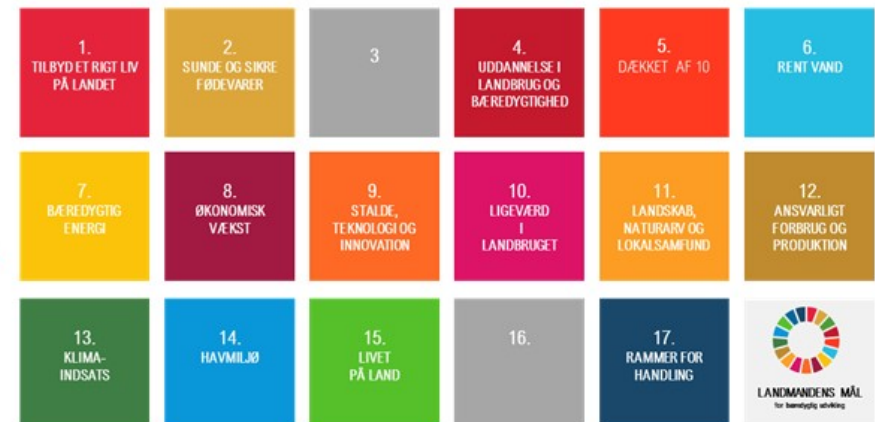 1.
TILBYD ET RIGT LIV
PÅ LANDET
2.
SUNDE OG SIKRE
FØDEVARER
3
4.
UDDANNELSE I
LANDBRUG OG
BÆREDYGTIGHED
5.
DÆKKET AF 10
6.
RENT VAND
7.
BÆREDYGTIG
ENERGI
8.
ØKONOMISK
VÆKST
9.
STALDE,
TEKNOLOGI OG
INNOVATION
10.
LIGEVÆRD
I
LANDBRUGET
11.
LANDSKAB,
NATURARV OG
LOKALSAMFUND
12.
ANSVARLIGT
FORBRUG OG
PRODUKTION
13.
KLIMA-
INDSATS
14.
HAVMILJØ
15.
LIVET
PÅ LAND
16.
17.
RAMMER FOR
HANDLING
LANDMANDENS MÅL
for bæredygtig udvikling